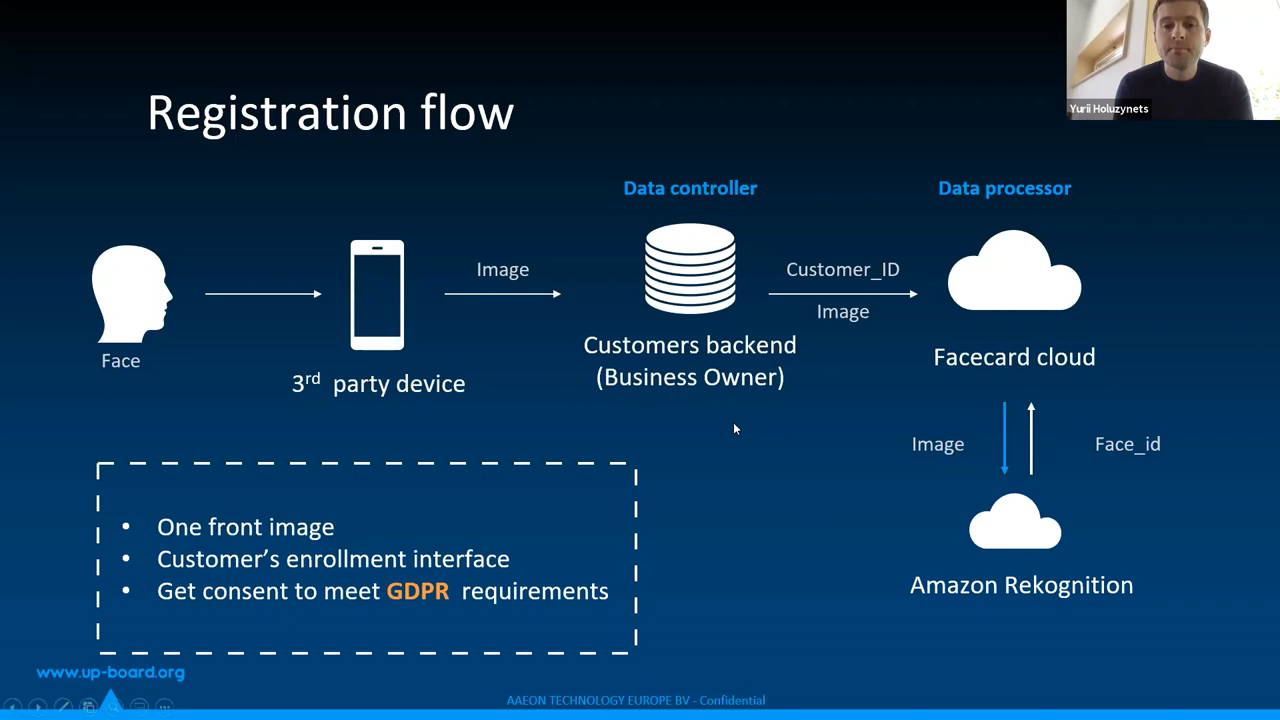 Yurii Holuzynets
Registration flow
Data controller
Data processor
Image
Customer_ID
Image
Face
3rd party device
Customers backend
(Business Owner)
Facecard cloud
Image
Face_id
Amazon Rekognition
• One front image
• Customer's enrollment interface
• Get consent to meet GDPR requirements
www.up-board.org
AAEON TECHNOLOGY EUROPE BV - Confidential